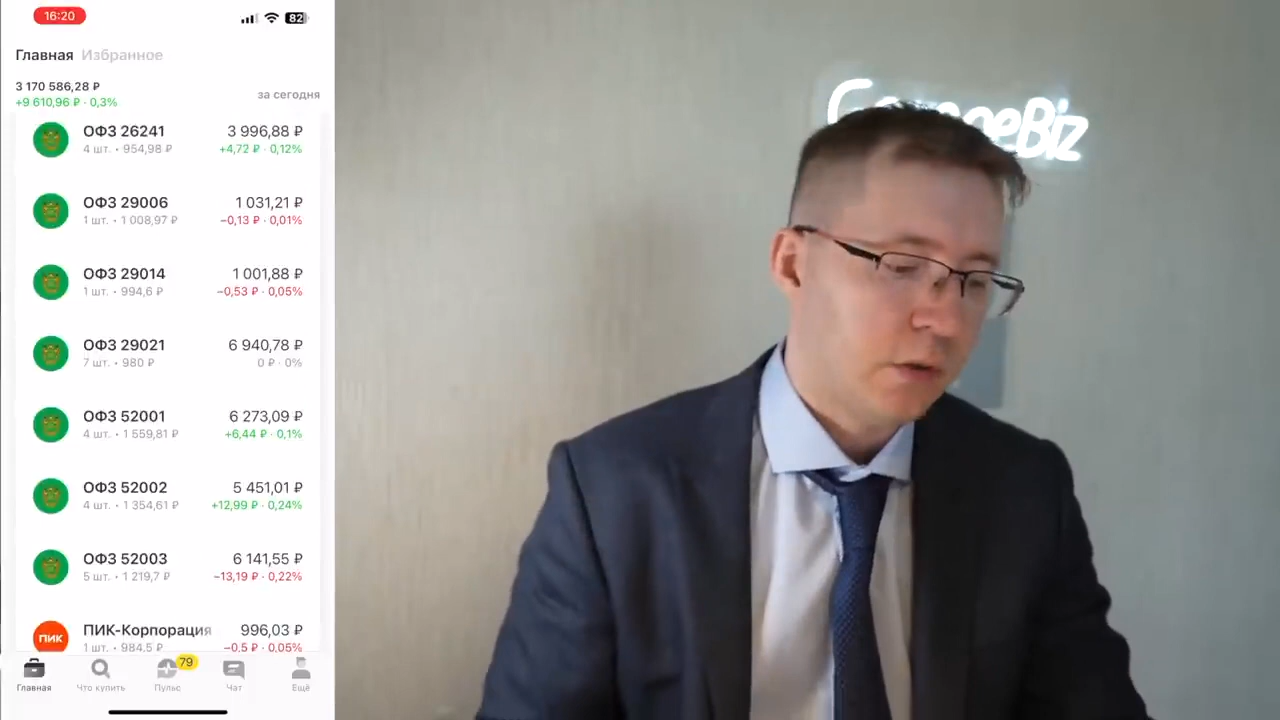 16:20
82
Главная Избранное
3 170 586,28 ₽
+9 610,96 ₽ · 0,3%
за сегодня
ОФЗ 26241
3 996,88 ₽
4 шт. • 954,98 ₽
+4,72 ₽ · 0,12%
ОФЗ 29006
1 031,21 ₽
1 шт. • 1 008,97 ₽
−0,13 ₽ · 0,01%
ОФЗ 29014
1 001,88 ₽
1 шт. • 994,6 ₽
−0,53 ₽ · 0,05%
ОФЗ 29021
6 940,78 ₽
7 шт. • 980 ₽
0 ₽ · 0%
ОФЗ 52001
6 273,09 ₽
4 шт. • 1 559,81 ₽
+6,44 ₽ · 0,1%
ОФЗ 52002
5 451,01 ₽
4 шт. • 1 354,61 ₽
+12,99 ₽ · 0,24%
ОФЗ 52003
6 141,55 ₽
5 шт. • 1 219,7 ₽
−13,19 ₽ · 0,22%
ПИК
ПИК-Корпорация
996,03 ₽
1 шт. • 984,5 ₽
−0,5 ₽ · 0,05%
79
Главная
Что купить
Пульс
Чат
Ещё